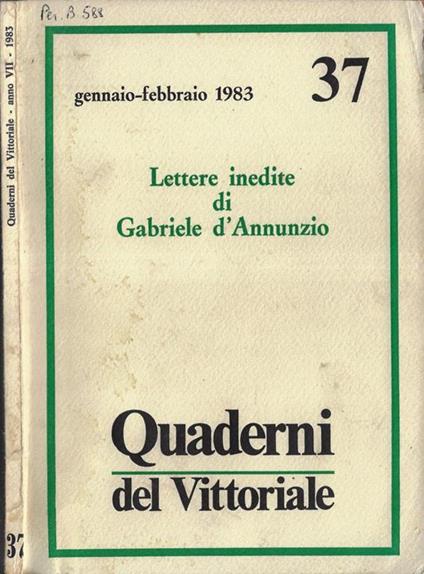 Per. B 588
Quaderni del Vittoriale - anno VII - 1983
37
gennaio-febbraio 1983
37
Lettere inedite
di
Gabriele d'Annunzio
Quaderni
del Vittoriale